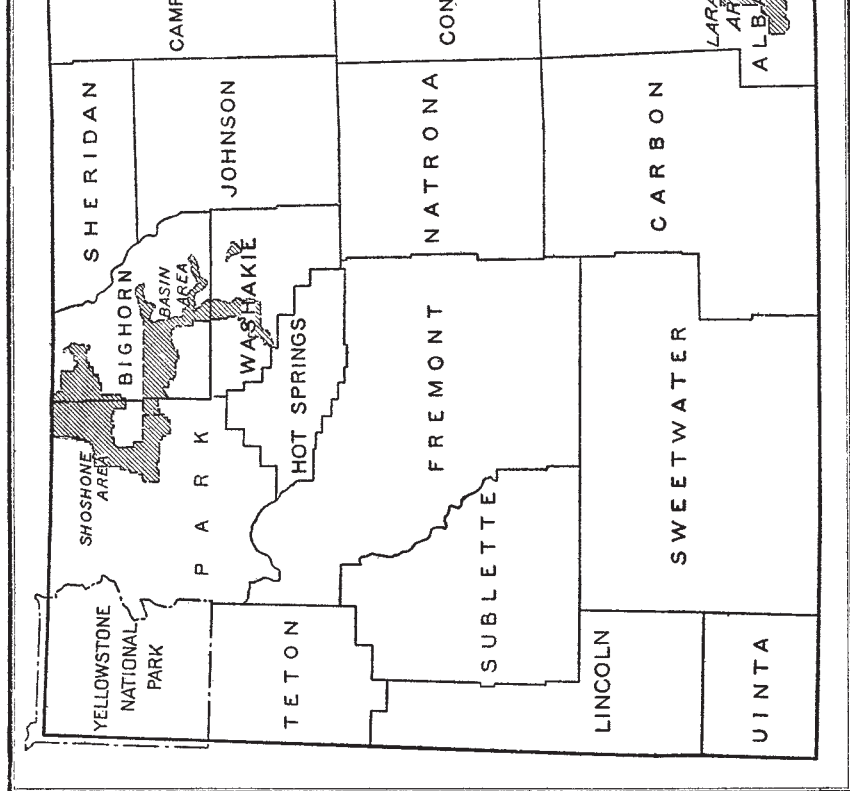 YELLOWSTONE
NATIONAL
PARK
SHOSHONE
AREA
BIGHORN
SHERIDAN
BASIN
AREA
PARK
WASHAKIE
JOHNSON
CAMP
TETON
HOT SPRINGS
FREMONT
NATRONA
CON
SUBLETTE
LINCOLN
SWEETWATER
CARBON
LARA
AR
ALB
UINTA